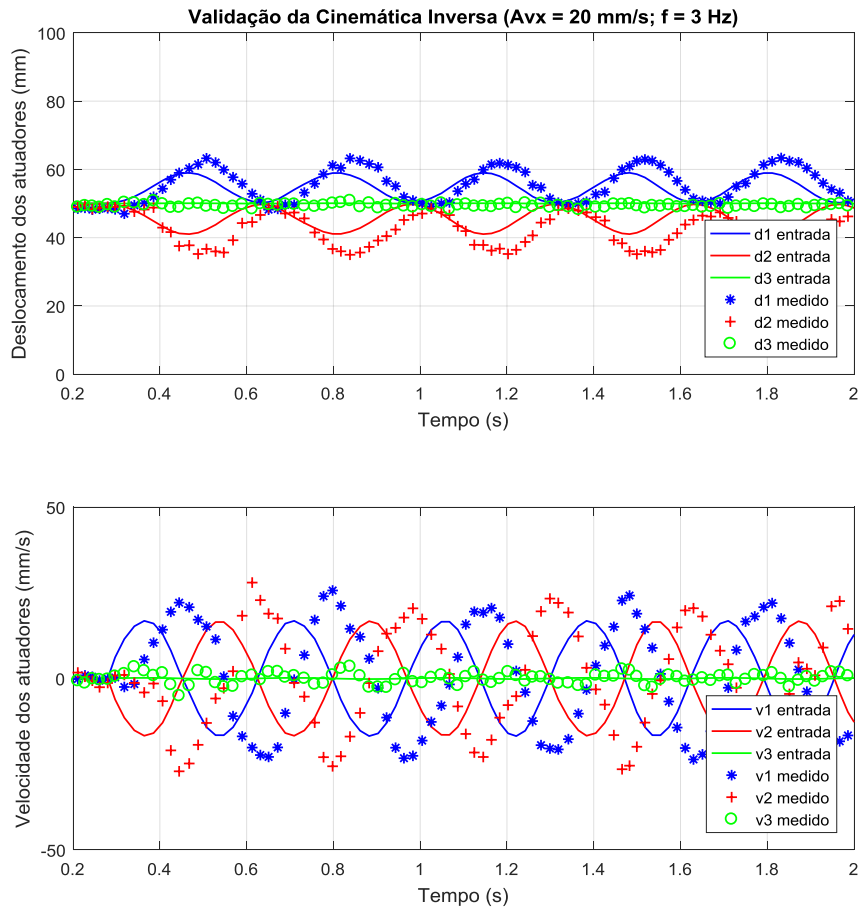 Validação da Cinemática Inversa (Avx = 20 mm/s; f = 3 Hz)
Deslocamento dos atuadores (mm)
100
80
60
40
20
0
d1 entrada
d2 entrada
d3 entrada
d1 medido
d2 medido
d3 medido
0.2 0.4 0.6 0.8 1 1.2 1.4 1.6 1.8 2
Tempo (s)
Velocidade dos atuadores (mm/s)
50
0
-50
v1 entrada
v2 entrada
v3 entrada
v1 medido
v2 medido
v3 medido
0.2 0.4 0.6 0.8 1 1.2 1.4 1.6 1.8 2
Tempo (s)